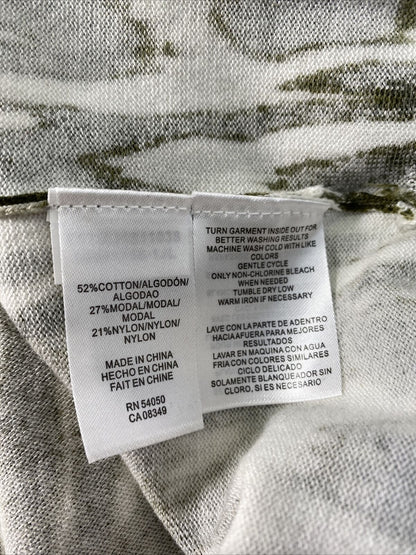 52%COTTON/ALGODÓN/
ALGODAO
27%MODAL/MODAL/
MODAL
21%NYLON/NYLON/
NYLON
MADE IN CHINA
HECHO EN CHINA
FAIT EN CHINE
RN 54050
CA 08349
TURN GARMENT INSIDE OUT FOR
BETTER WASHING RESULTS
MACHINE WASH COLD WITH LIKE
COLORS
GENTLE CYCLE
ONLY NON-CHLORINE BLEACH
WHEN NEEDED
TUMBLE DRY LOW
WARM IRON IF NECESSARY
LAVE CON LA PARTE DE ADENTRO
HACIA AFUERA PARA MEJORES
RESULTADOS
LAVAR EN MAQUINA CON AGUA
FRIA CON COLORES SIMILARES
CICLO DELICADO
SOLAMENTE BLANQUEADOR SIN
CLORO, SI ES NECESARIO